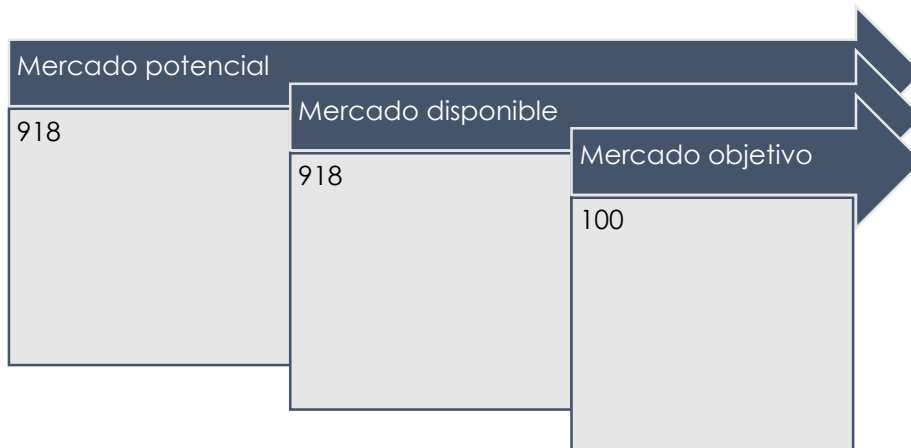 Mercado potencial
918
Mercado disponible
918
Mercado objetivo
100